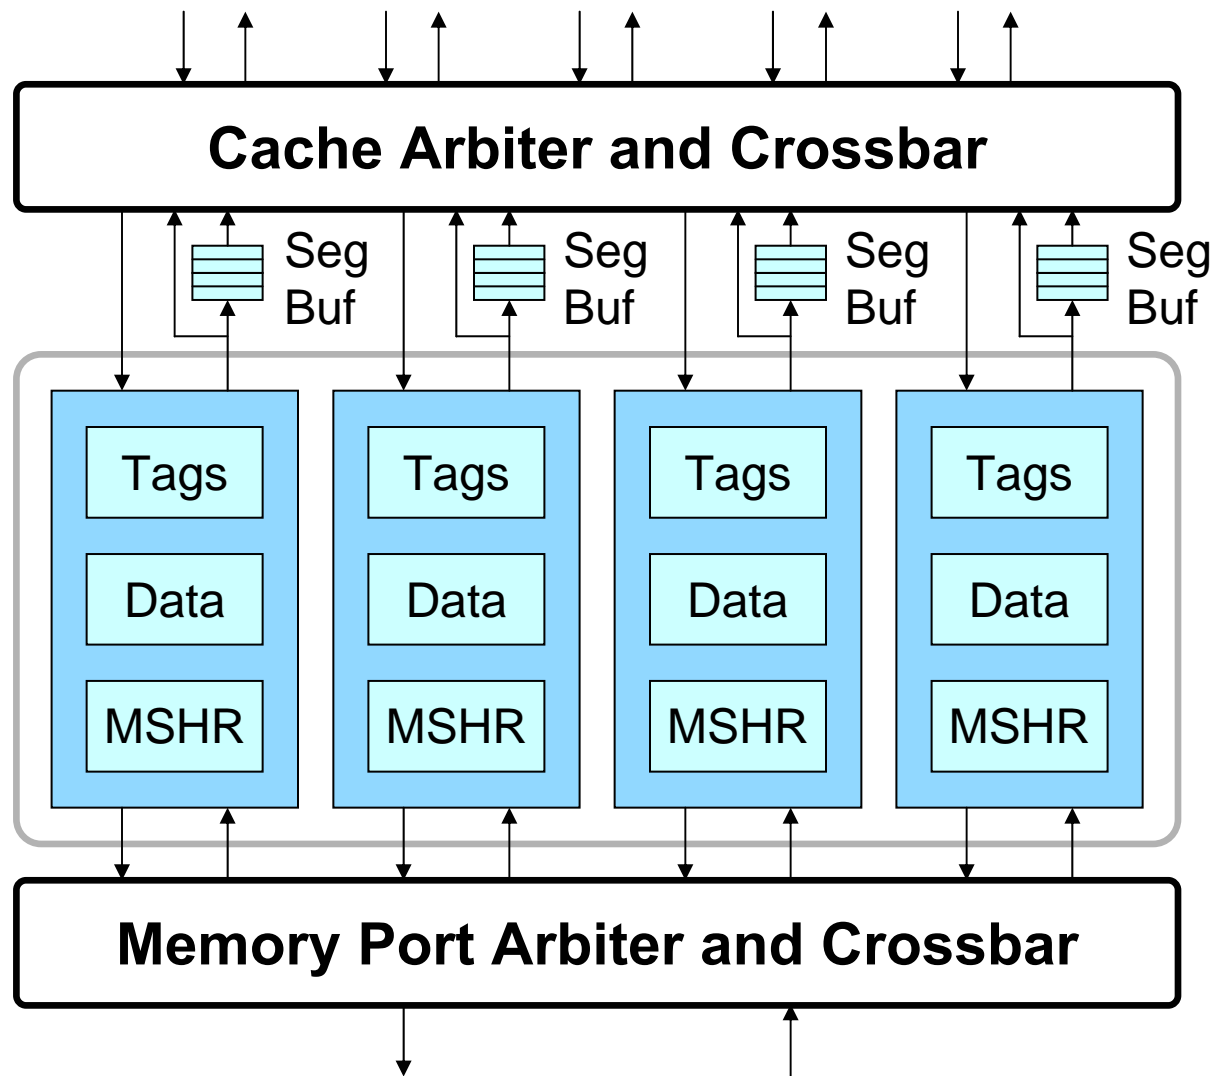 Cache Arbiter and Crossbar
Seg
Buf
Seg
Buf
Seg
Buf
Seg
Buf
Tags
Tags
Tags
Tags
Data
Data
Data
Data
MSHR
MSHR
MSHR
MSHR
Memory Port Arbiter and Crossbar